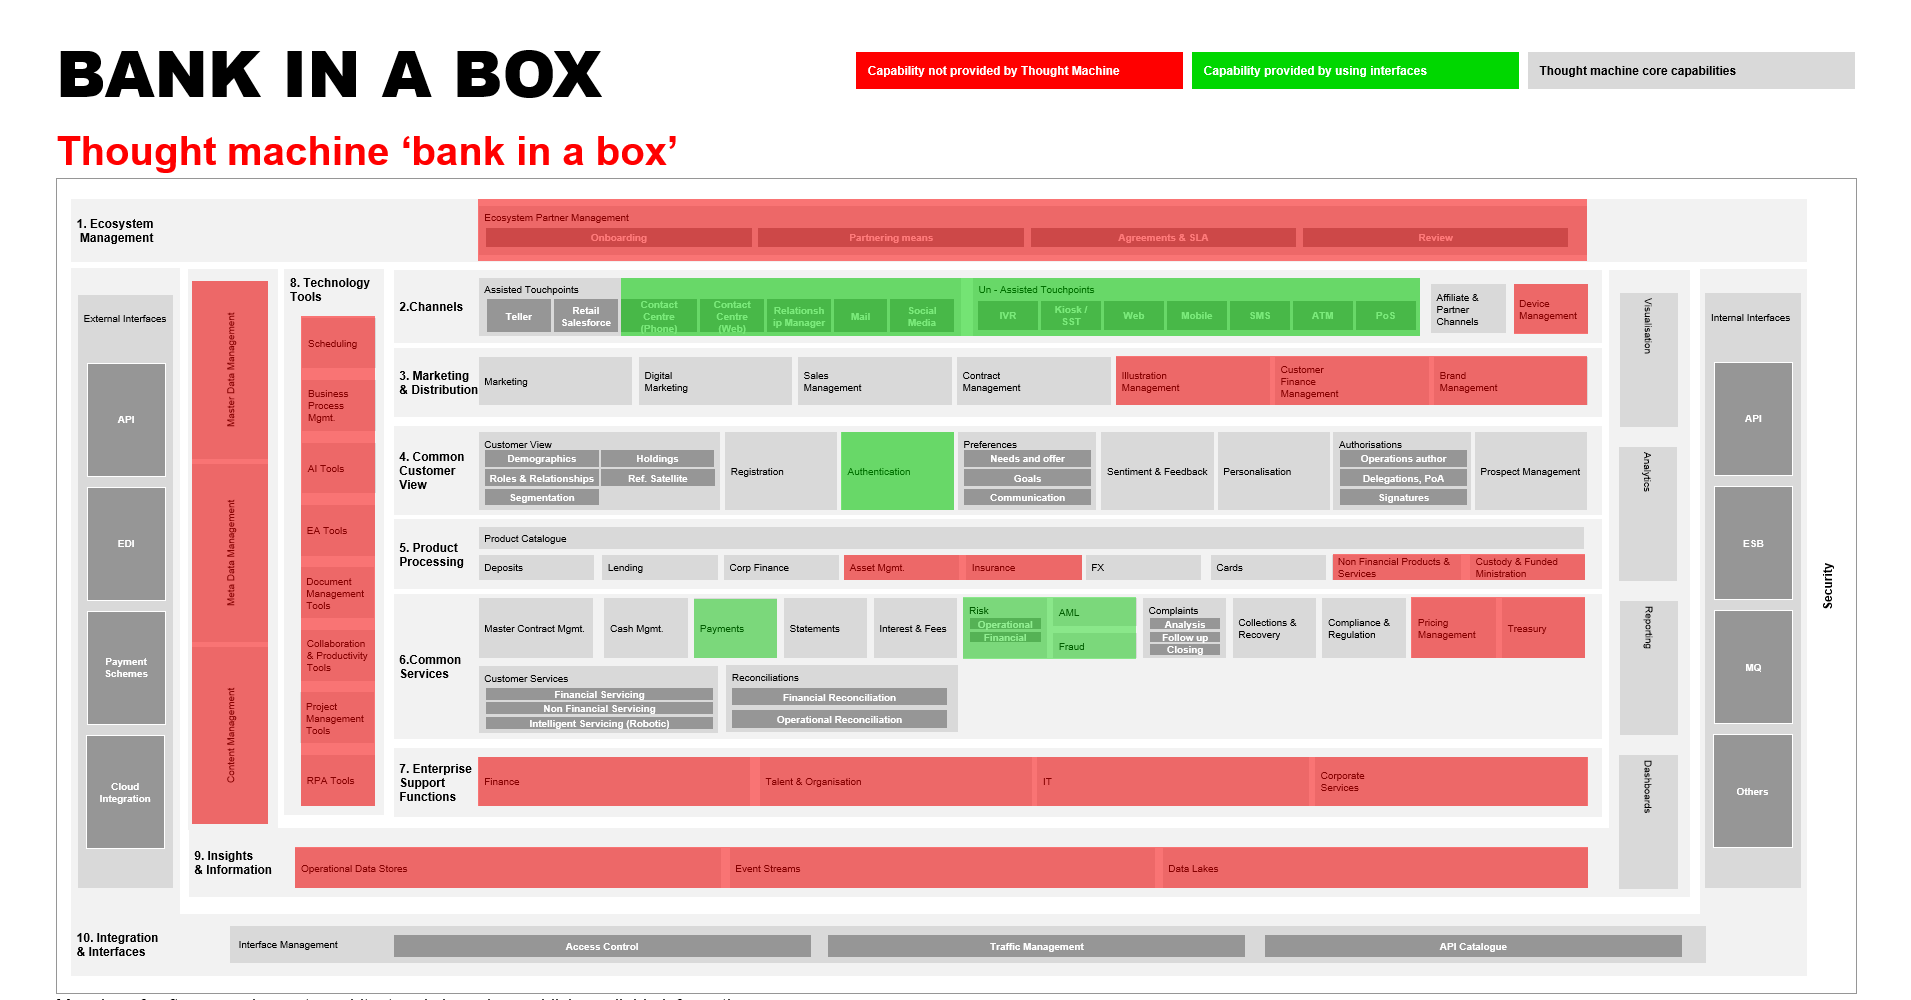 BANK IN A BOX
Capability not provided by Thought Machine
Capability provided by using interfaces
Thought machine core capabilities
Thought machine ‘bank in a box’
1. Ecosystem
Management
Ecosystem Partner Management
Onboarding
Partnering means
Agreements & SLA
Review
External Interfaces
API
EDI
Payment
Schemes
Cloud
Integration
Master Data Management
Meta Data Management
Content Management
8. Technology
Tools
Scheduling
Business
Process
Mgmt.
AI Tools
EA Tools
Document
Management
Tools
Collaboration
& Productivity
Tools
Project
Management
Tools
RPA Tools
2.Channels
Assisted Touchpoints
Teller
Retail
Salesforce
Contact
Centre
(Phone)
Contact
Centre
(Web)
Relationsh
ip Manager
Mail
Social
Media
Un - Assisted Touchpoints
IVR
Kiosk /
SST
Web
Mobile
SMS
ATM
PoS
Affiliate &
Partner
Channels
Device
Management
3. Marketing
& Distribution
Marketing
Digital
Marketing
Sales
Management
Contract
Management
Illustration
Management
Customer
Finance
Management
Brand
Management
4. Common
Customer
View
Customer View
Demographics
Holdings
Roles & Relationships
Ref. Satellite
Segmentation
Registration
Authentication
Preferences
Needs and offer
Goals
Communication
Sentiment & Feedback
Personalisation
Authorisations
Operations author
Delegations, PoA
Signatures
Prospect Management
5. Product
Processing
Product Catalogue
Deposits
Lending
Corp Finance
Asset Mgmt.
Insurance
FX
Cards
Non Financial Products &
Services
Custody & Funded
Ministration
6.Common
Services
Master Contract Mgmt.
Cash Mgmt.
Payments
Statements
Interest & Fees
Risk
Operational
Financial
AML
Fraud
Complaints
Analysis
Follow up
Closing
Collections &
Recovery
Compliance &
Regulation
Pricing
Management
Treasury
Customer Services
Financial Servicing
Non Financial Servicing
Intelligent Servicing (Robotic)
Reconciliations
Financial Reconciliation
Operational Reconciliation
7. Enterprise
Support
Functions
Finance
Talent & Organisation
IT
Corporate
Services
Visualisation
Analytics
Reporting
Dashboards
Internal Interfaces
API
ESB
MQ
Others
Security
9. Insights
& Information
Operational Data Stores
Event Streams
Data Lakes
10. Integration
& Interfaces
Interface Management
Access Control
Traffic Management
API Catalogue